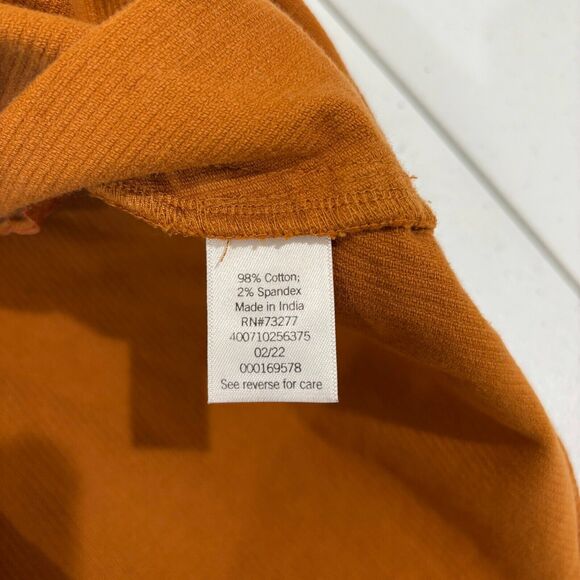 98% Cotton;
2% Spandex
Made in India
RN#73277
400710256375
02/22
000169578
See reverse for care